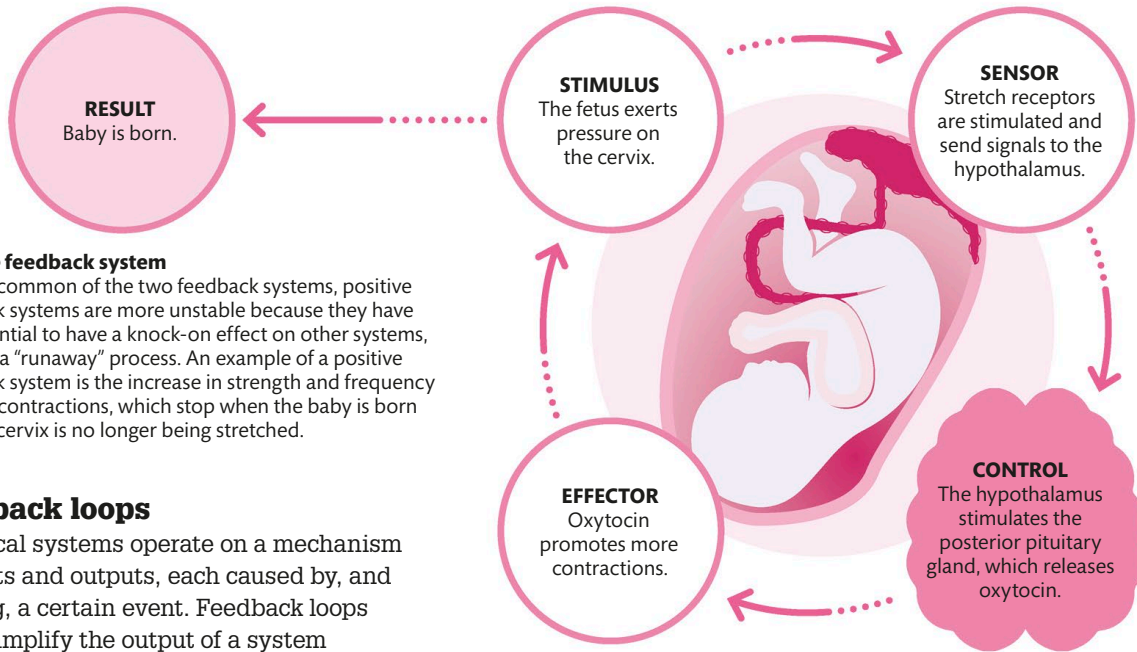 RESULT
Baby is born.
STIMULUS
The fetus exerts
pressure on
the cervix.
SENSOR
Stretch receptors
are stimulated and
send signals to the
hypothalamus.
CONTROL
The hypothalamus
stimulates the
posterior pituitary
gland, which releases
oxytocin.
EFFECTOR
Oxytocin
promotes more
contractions.
feedback system
common of the two feedback systems, positive
systems are more unstable because they have
to have a knock-on effect on other systems,
a “runaway” process. An example of a positive
system is the increase in strength and frequency
contractions, which stop when the baby is born
cervix is no longer being stretched.
loops
systems operate on a mechanism
and outputs, each caused by, and
a certain event. Feedback loops
the output of a system